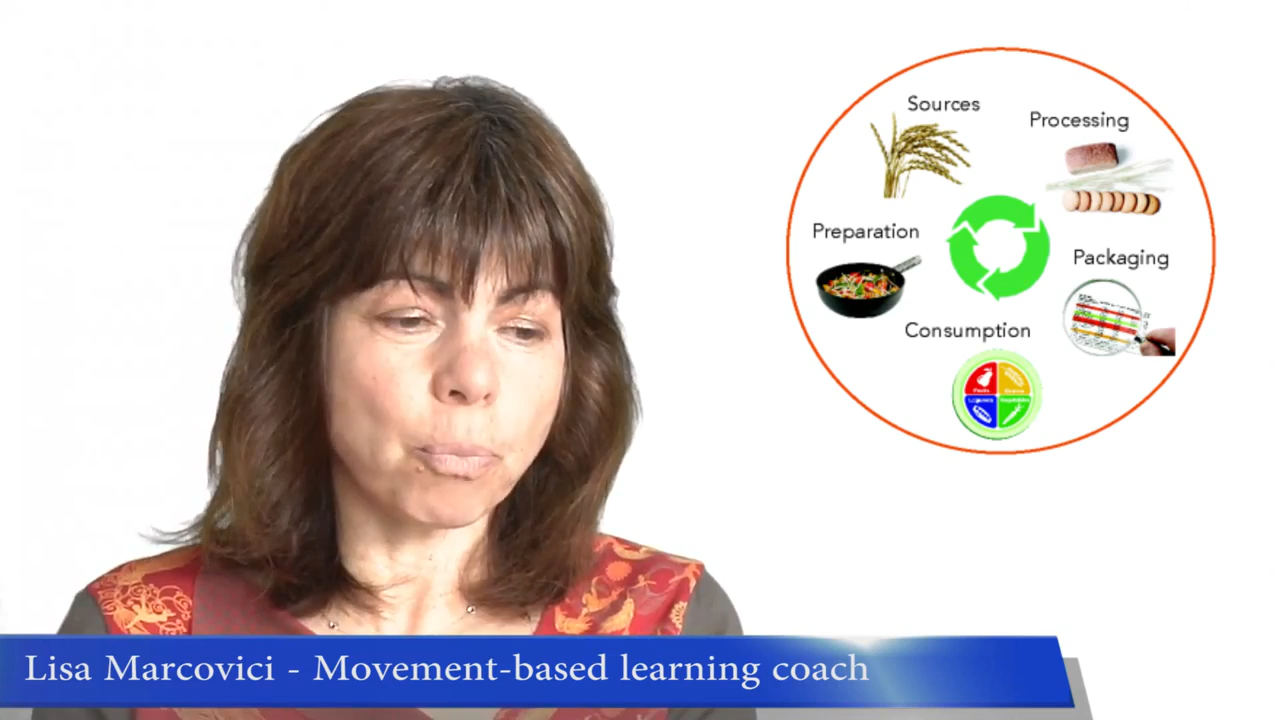 Sources
Processing
Preparation
Packaging
Consumption
Lisa Marcovici - Movement-based learning coach